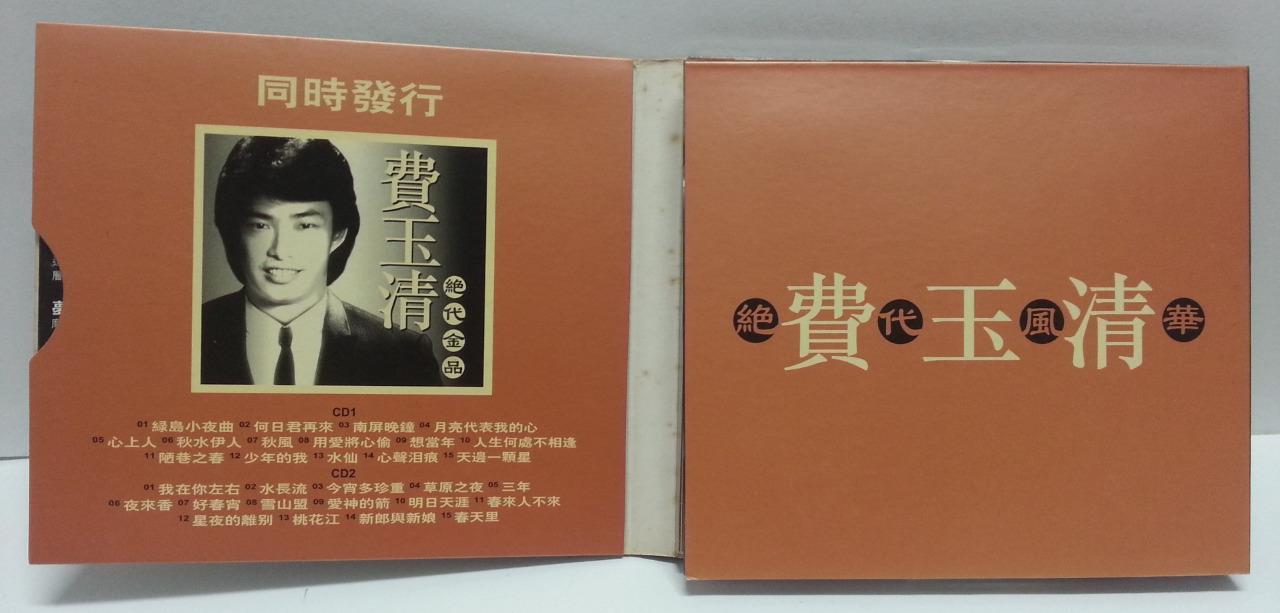 同時發行
費玉清
絕代金品
CD1
01 綠島小夜曲 02 何日君再來 03 南屏晚鐘 04 月亮代表我的心
05 心上人 06 秋水伊人 07 秋風 08 用愛將心偷 09 想當年 10 人生何處不相逢
11 陋巷之春 12 少年的我 13 水仙 14 心聲淚痕 15 天邊一顆星
CD2
01 我在你左右 02 水長流 03 今宵多珍重 04 草原之夜 05 三年
06 夜來香 07 好春宵 08 雪山盟 09 愛神的箭 10 明日天涯 11 春來人不來
12 星夜的離别 13 桃花江 14 新郎與新娘 15 春天里
絕費代玉風清華